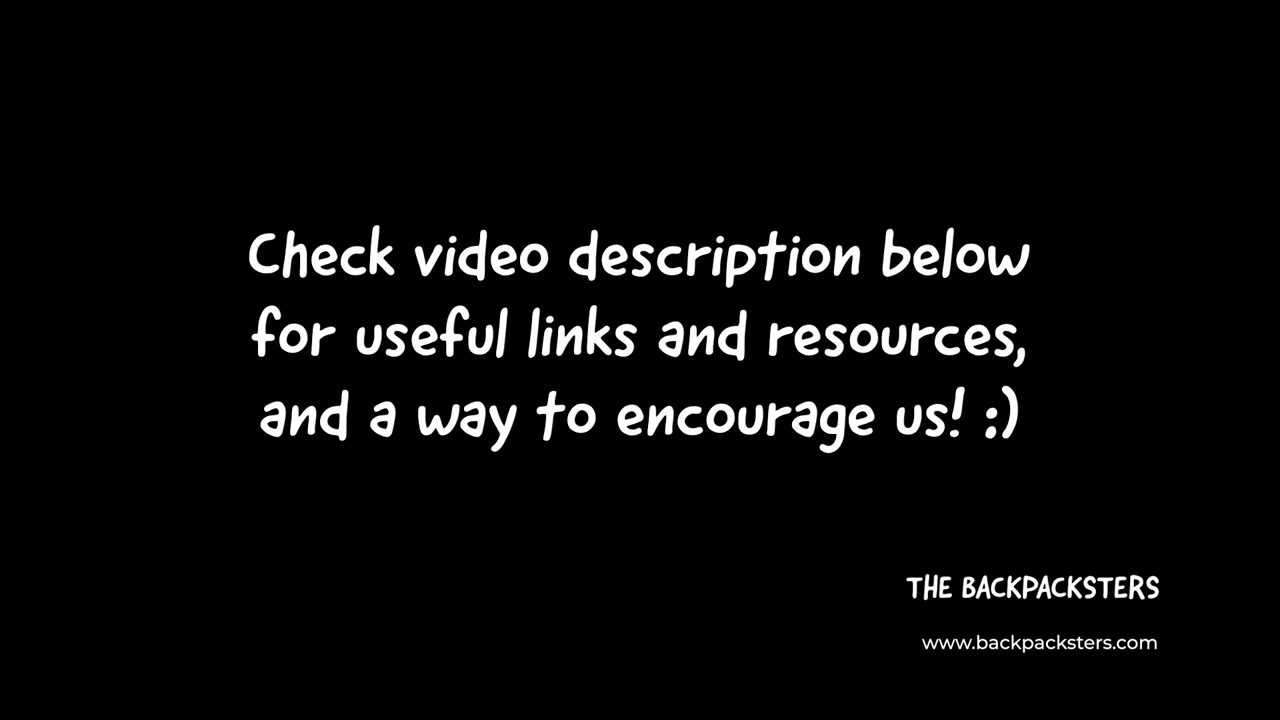 Check video description below
for useful links and resources,
and a way to encourage us! :)
THE BACKPACKSTERS
www.backpacksters.com